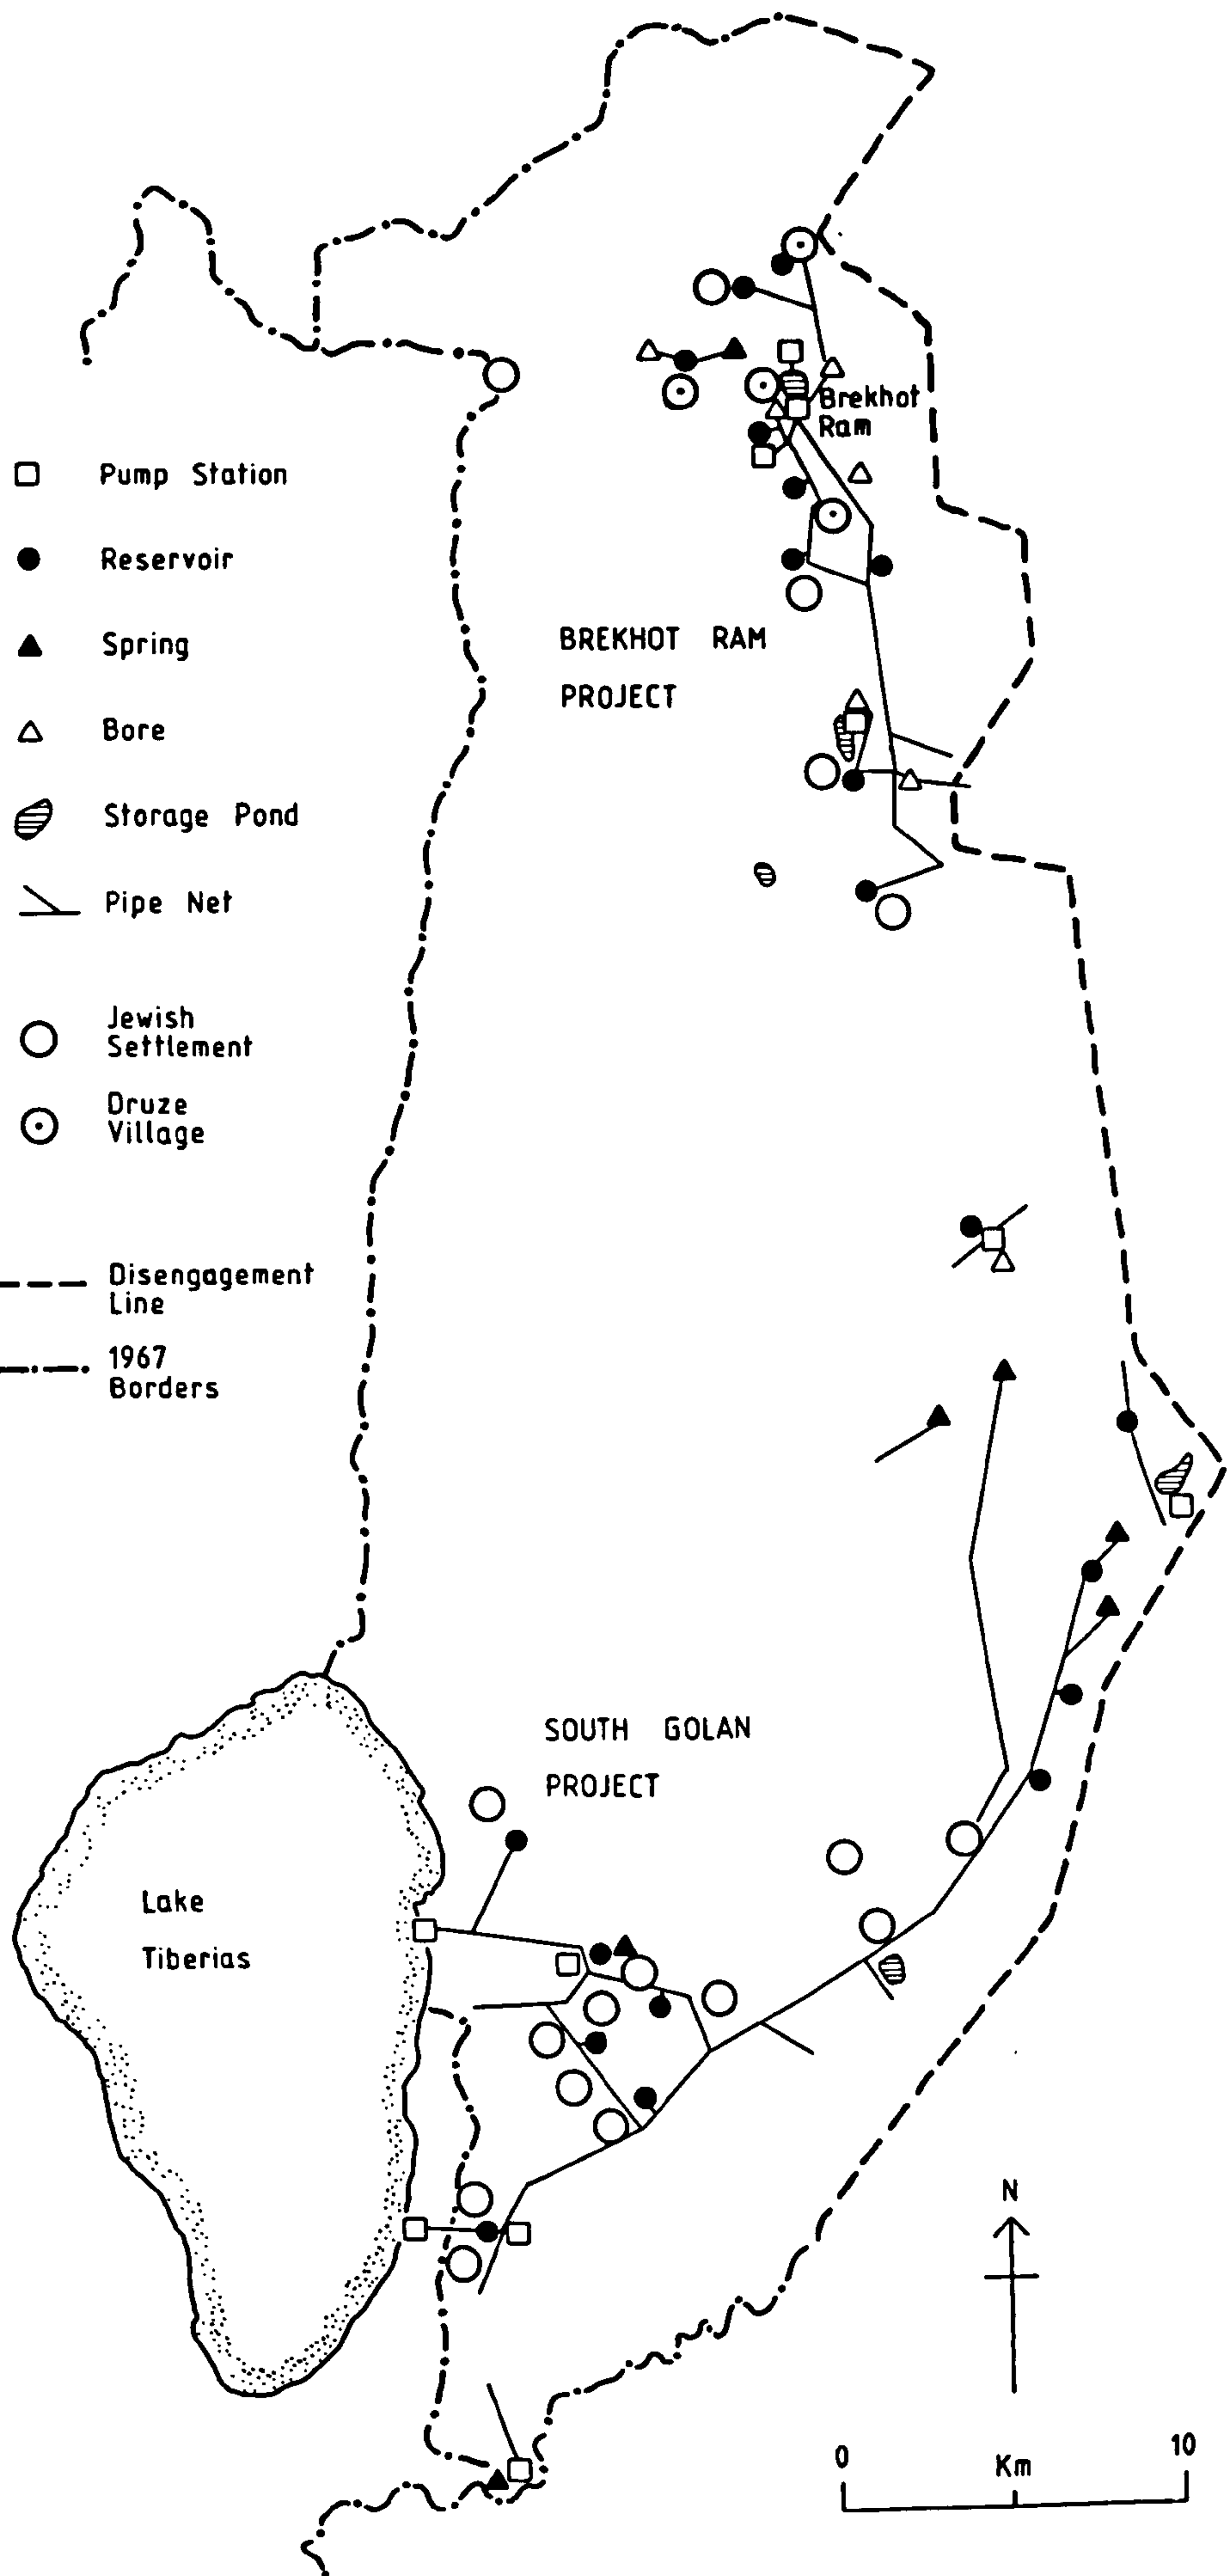 Brekhot
Ram
Pump Station
Reservoir
Spring
Bore
Storage Pond
Pipe Net
Jewish
Settlement
Druze
Village
Disengagement
Line
1967
Borders
BREKHOT RAM
PROJECT
SOUTH GOLAN
PROJECT
Lake
Tiberias
N
0 Km 10